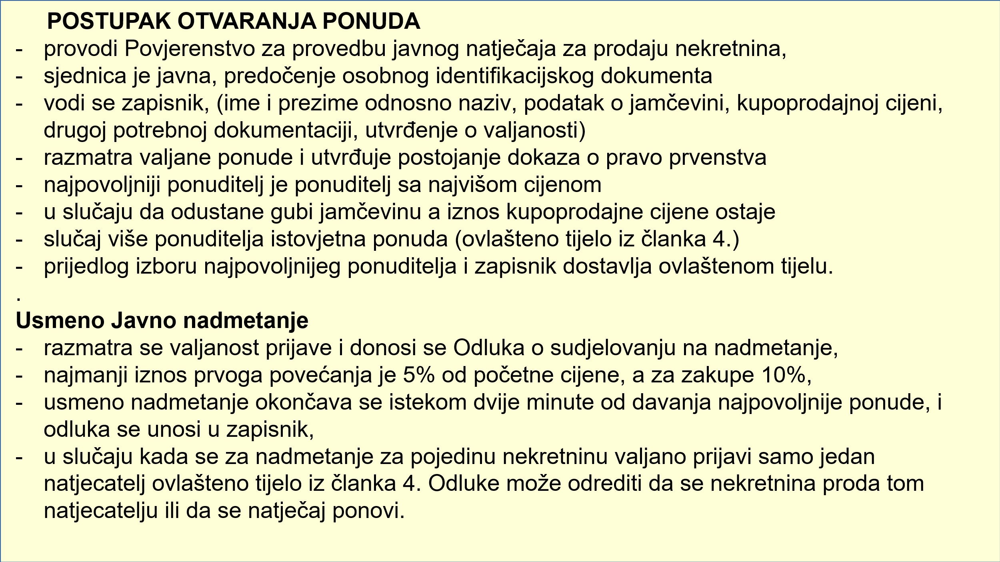 POSTUPAK OTVARANJA PONUDA
- provodi Povjerenstvo za provedbu javnog natječaja za prodaju nekretnina,
- sjednica je javna, predočenje osobnog identifikacijskog dokumenta
- vodi se zapisnik, (ime i prezime odnosno naziv, podatak o jamčevini, kupoprodajnoj cijeni,
drugoj potrebnoj dokumentaciji, utvrđenje o valjanosti)
- razmatra valjane ponude i utvrđuje postojanje dokaza o pravo prvenstva
- najpovoljniji ponuditelj je ponuditelj sa najvišom cijenom
- u slučaju da odustane gubi jamčevinu a iznos kupoprodajne cijene ostaje
- slučaj više ponuditelja istovjetna ponuda (ovlašteno tijelo iz članka 4.)
- prijedlog izboru najpovoljnijeg ponuditelja i zapisnik dostavlja ovlaštenom tijelu.
.
Usmeno Javno nadmetanje
- razmatra se valjanost prijave i donosi se Odluka o sudjelovanju na nadmetanje,
- najmanji iznos prvoga povećanja je 5% od početne cijene, a za zakupe 10%,
- usmeno nadmetanje okončava se istekom dvije minute od davanja najpovoljnije ponude, i
odluka se unosi u zapisnik,
- u slučaju kada se za nadmetanje za pojedinu nekretninu valjano prijavi samo jedan
natjecatelj ovlašteno tijelo iz članka 4. Odluke može odrediti da se nekretnina proda tom
natjecatelju ili da se natječaj ponovi.